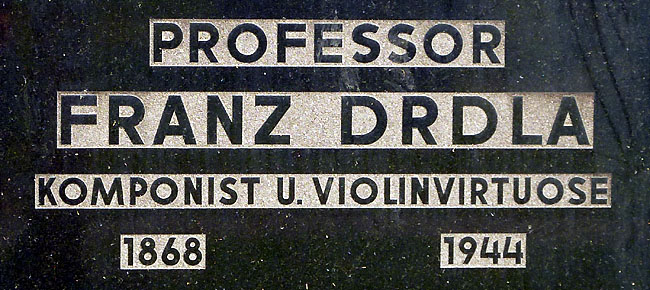 PROFESSOR
FRANZ DRDLA
KOMPONIST U. VIOLINVIRTUOSE
1868 1944